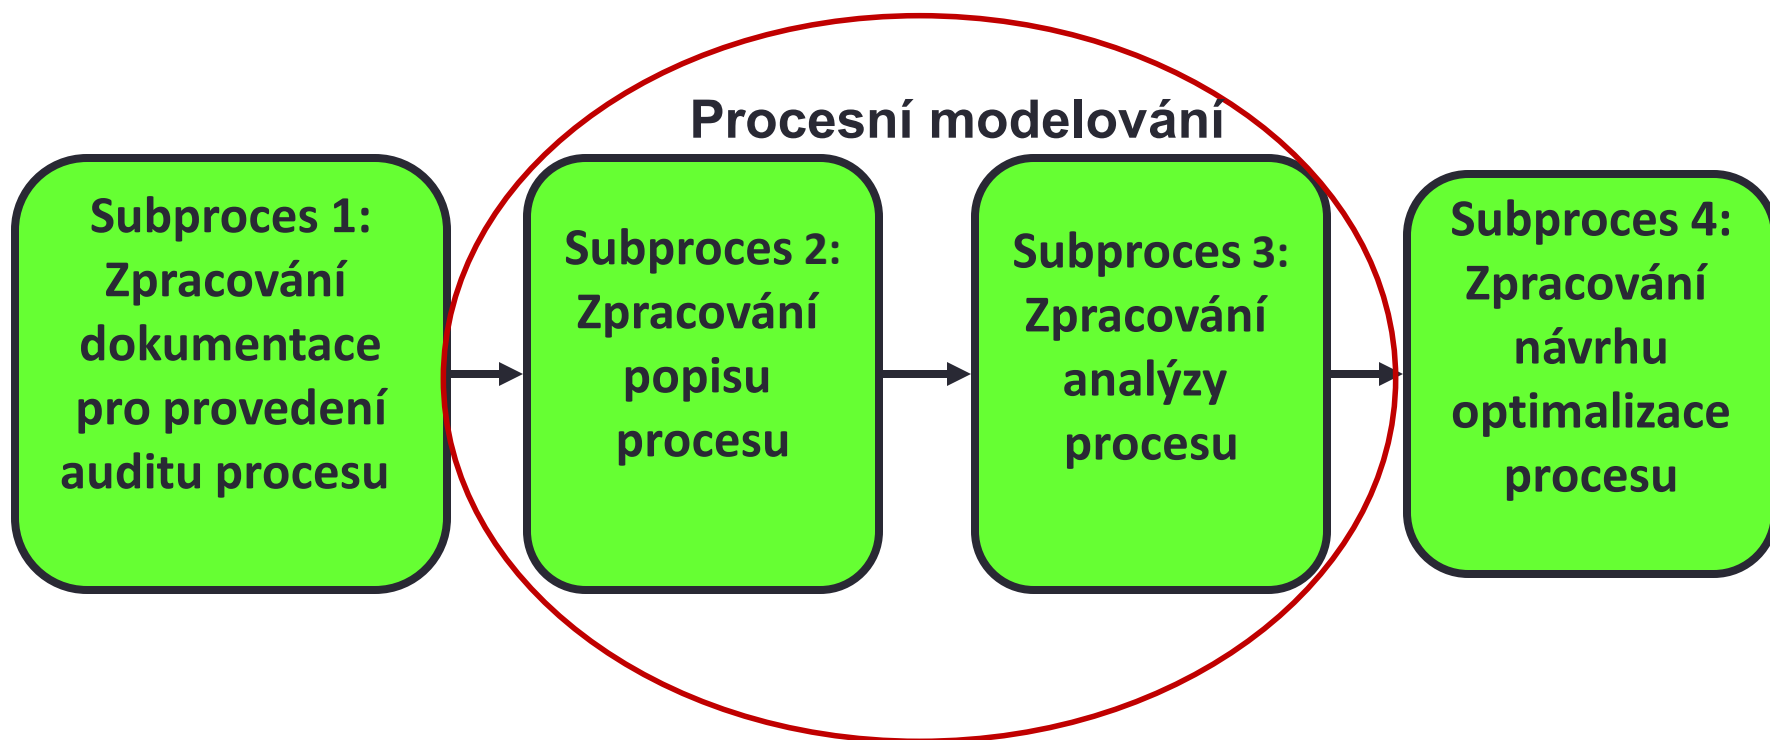 Procesní modelování
Subproces 1:
Zpracování
dokumentace
pro provedení
auditu procesu
Subproces 2:
Zpracování
popisu
procesu
Subproces 3:
Zpracování
analýzy
procesu
Subproces 4:
Zpracování
návrhu
optimalizace
procesu